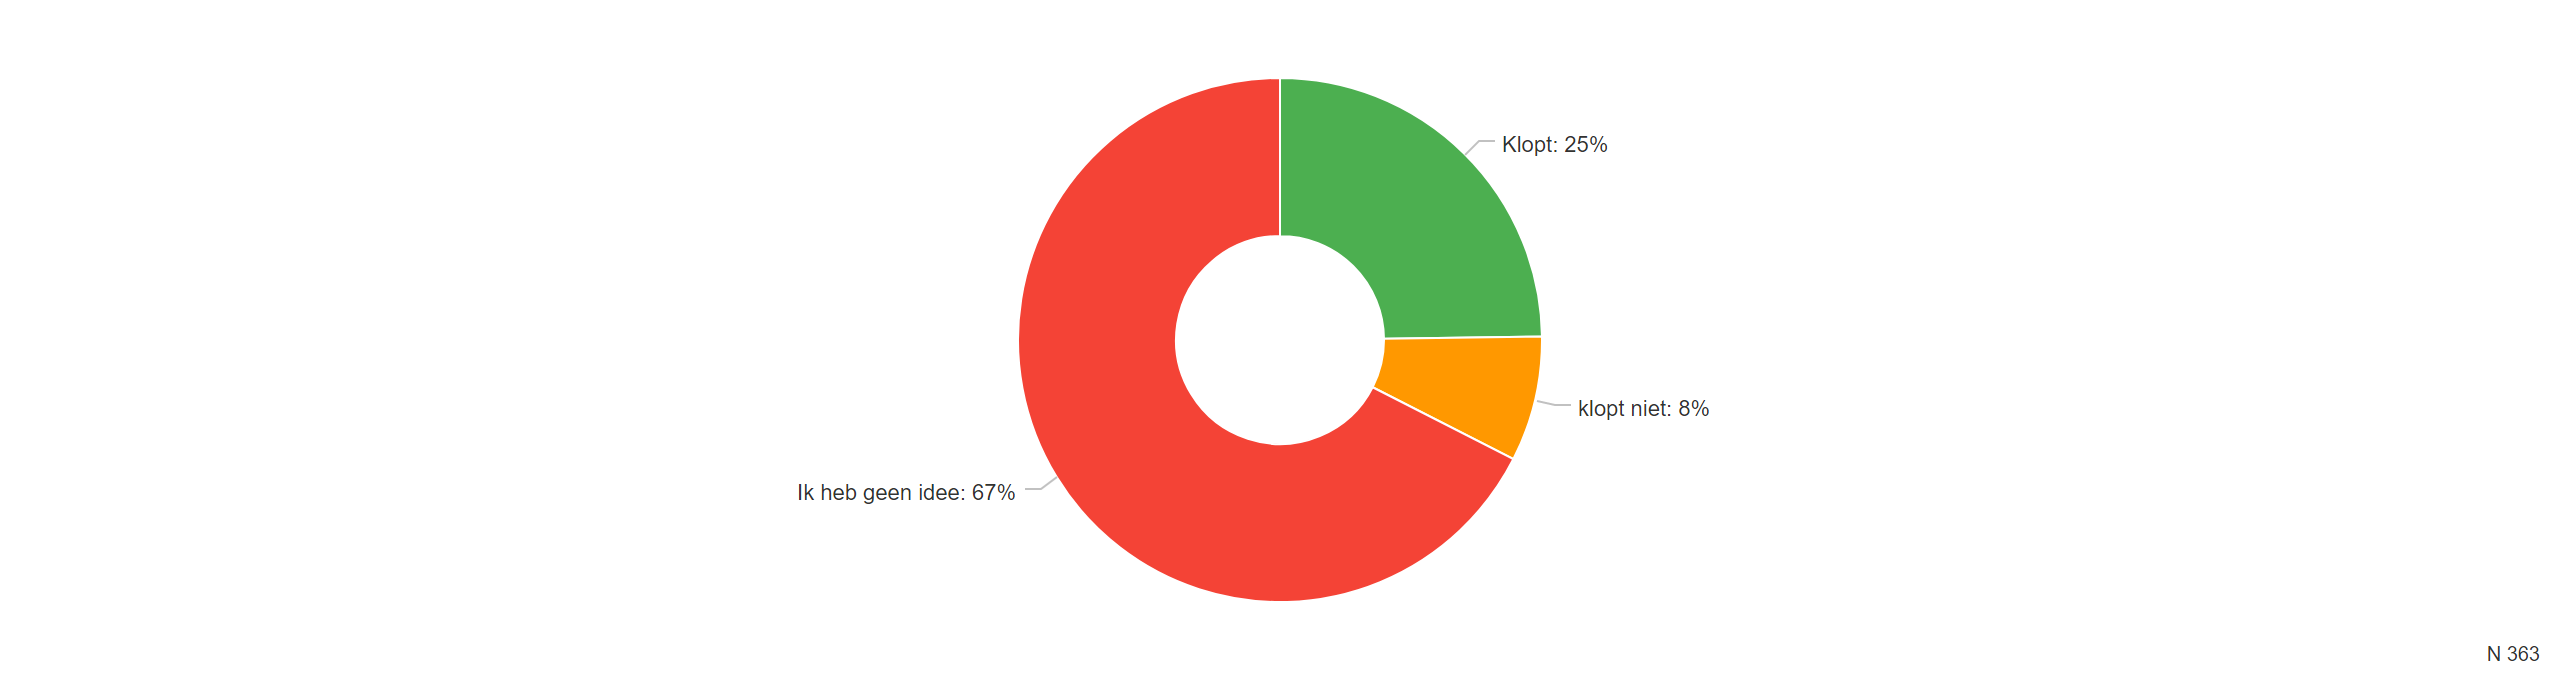 Klopt: 25%
klopt niet: 8%
Ik heb geen idee: 67%
N 363